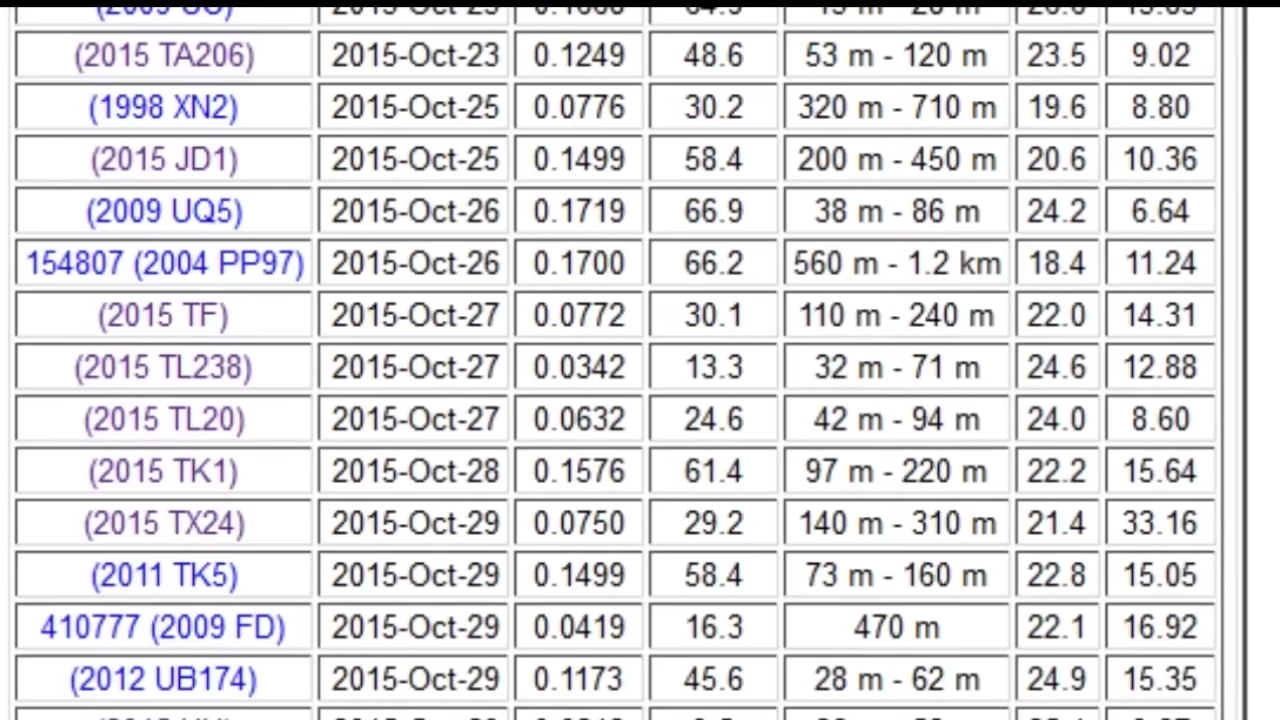 (2015 TA206) 2015-Oct-23 0.1249 48.6 53 m - 120 m 23.5 9.02
(1998 XN2) 2015-Oct-25 0.0776 30.2 320 m - 710 m 19.6 8.80
(2015 JD1) 2015-Oct-25 0.1499 58.4 200 m - 450 m 20.6 10.36
(2009 UQ5) 2015-Oct-26 0.1719 66.9 38 m - 86 m 24.2 6.64
154807 (2004 PP97) 2015-Oct-26 0.1700 66.2 560 m - 1.2 km 18.4 11.24
(2015 TF) 2015-Oct-27 0.0772 30.1 110 m - 240 m 22.0 14.31
(2015 TL238) 2015-Oct-27 0.0342 13.3 32 m - 71 m 24.6 12.88
(2015 TL20) 2015-Oct-27 0.0632 24.6 42 m - 94 m 24.0 8.60
(2015 TK1) 2015-Oct-28 0.1576 61.4 97 m - 220 m 22.2 15.64
(2015 TX24) 2015-Oct-29 0.0750 29.2 140 m - 310 m 21.4 33.16
(2011 TK5) 2015-Oct-29 0.1499 58.4 73 m - 160 m 22.8 15.05
410777 (2009 FD) 2015-Oct-29 0.0419 16.3 470 m 22.1 16.92
(2012 UB174) 2015-Oct-29 0.1173 45.6 28 m - 62 m 24.9 15.35